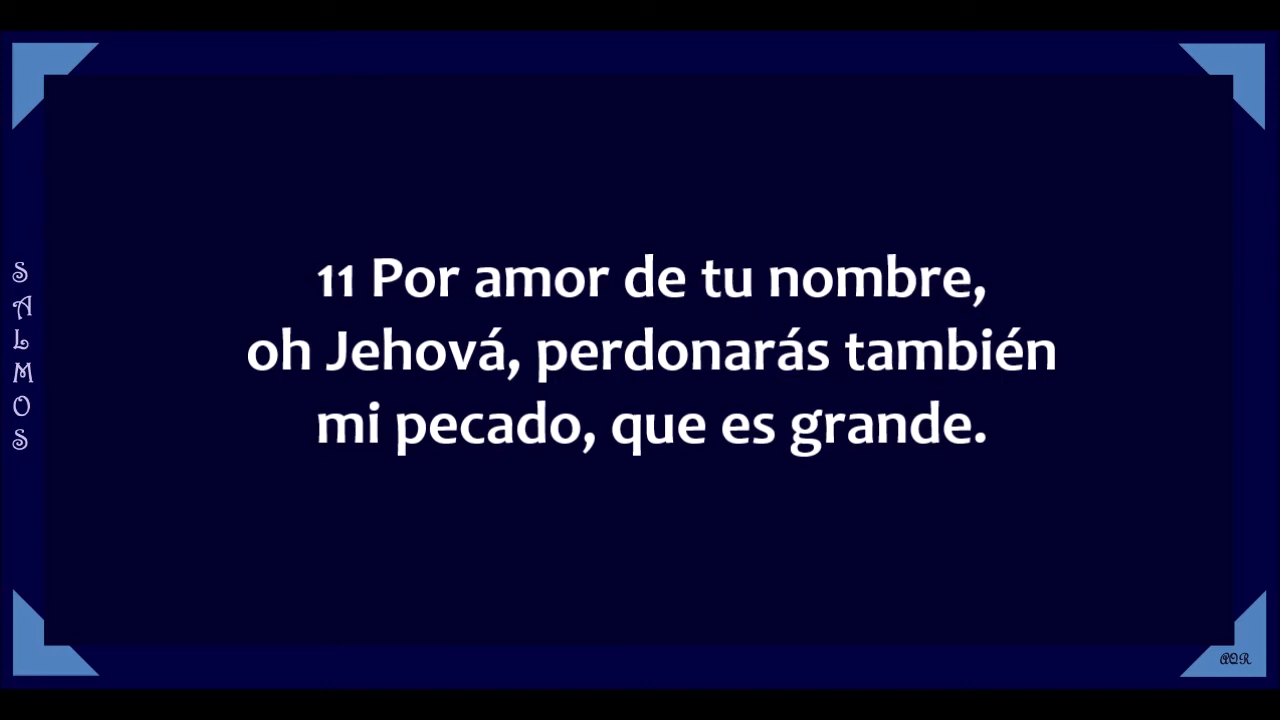 SALMOS
11 Por amor de tu nombre,
oh Jehová, perdonarás también
mi pecado, que es grande.